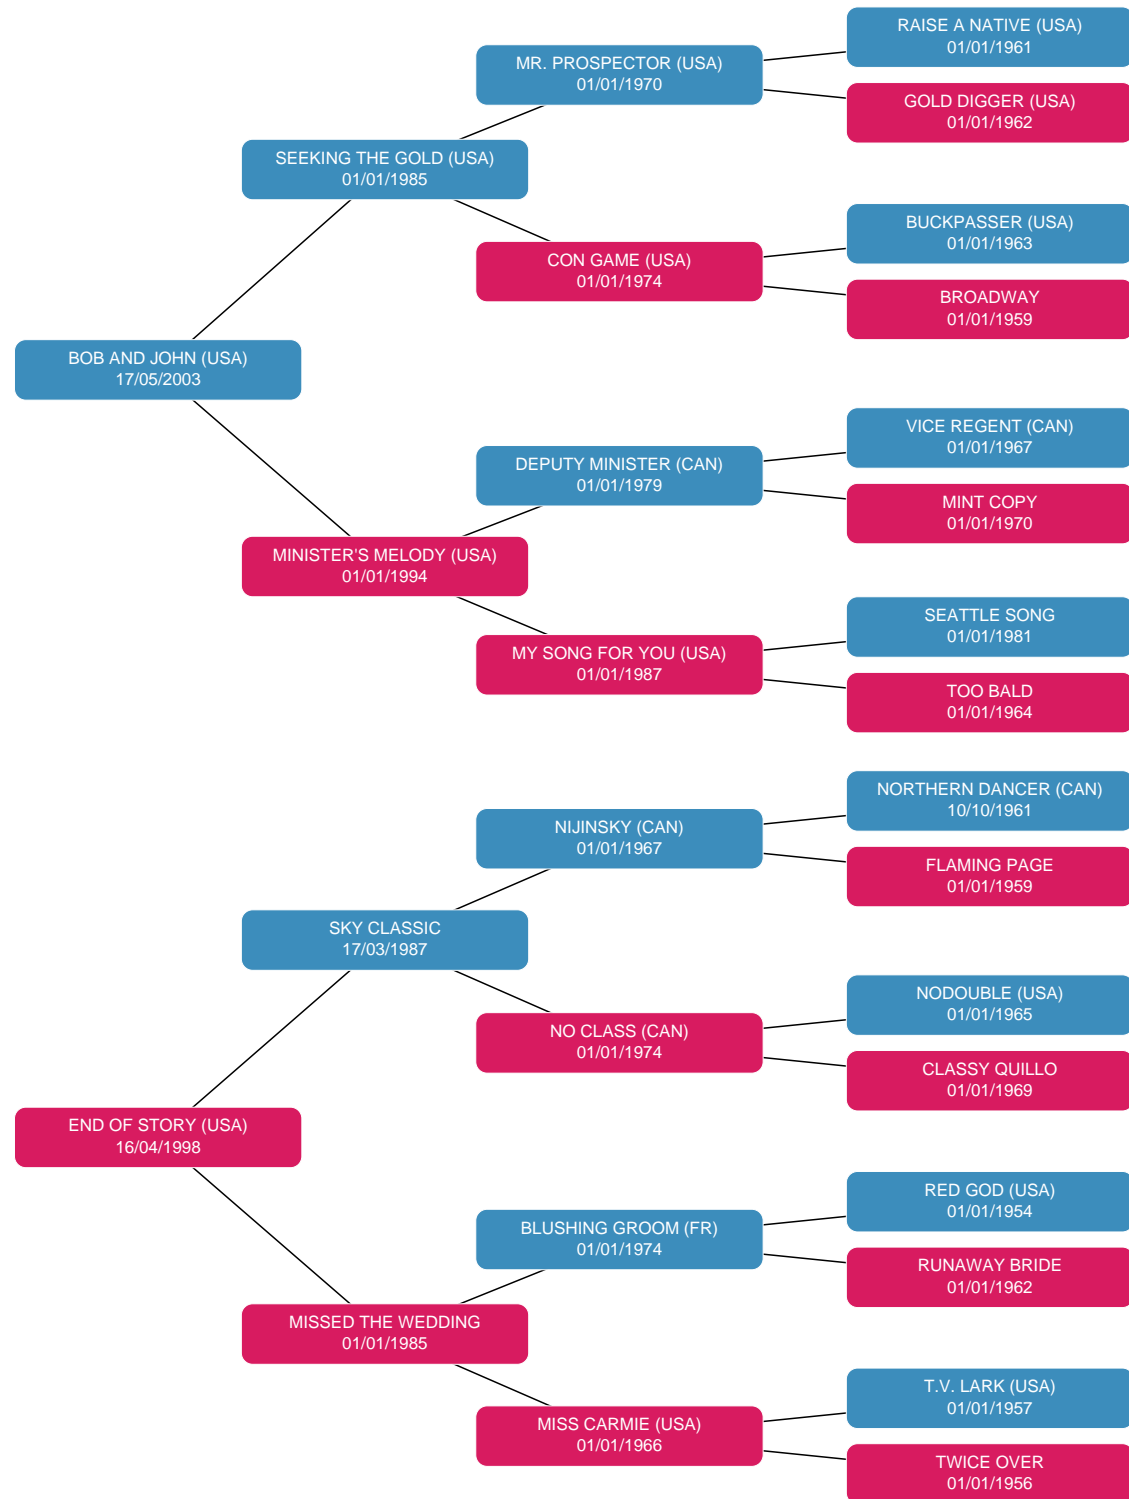 RAISE A NATIVE (USA)
01/01/1961
MR. PROSPECTOR (USA)
01/01/1970
GOLD DIGGER (USA)
01/01/1962
SEEKING THE GOLD (USA)
01/01/1985
BUCKPASSER (USA)
01/01/1963
CON GAME (USA)
01/01/1974
BROADWAY
01/01/1959
BOB AND JOHN (USA)
17/05/2003
VICE REGENT (CAN)
01/01/1967
DEPUTY MINISTER (CAN)
01/01/1979
MINT COPY
01/01/1970
MINISTER'S MELODY (USA)
01/01/1994
SEATTLE SONG
01/01/1981
MY SONG FOR YOU (USA)
01/01/1987
TOO BALD
01/01/1964
NORTHERN DANCER (CAN)
10/10/1961
NIJINSKY (CAN)
01/01/1967
FLAMING PAGE
01/01/1959
SKY CLASSIC
17/03/1987
NODOUBLE (USA)
01/01/1965
NO CLASS (CAN)
01/01/1974
CLASSY QUILLO
01/01/1969
END OF STORY (USA)
16/04/1998
RED GOD (USA)
01/01/1954
BLUSHING GROOM (FR)
01/01/1974
RUNAWAY BRIDE
01/01/1962
MISSED THE WEDDING
01/01/1985
T.V. LARK (USA)
01/01/1957
MISS CARMIE (USA)
01/01/1966
TWICE OVER
01/01/1956